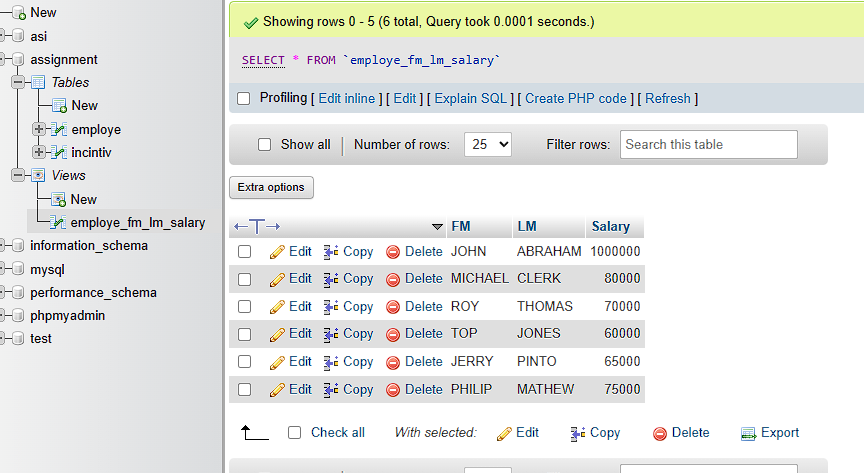 New
asi
assignment
Tables
New
employe
incintiv
Views
New
employe_fm_lm_salary
information_schema
mysql
performance_schema
phpmyadmin
test
Showing rows 0 - 5 (6 total, Query took 0.0001 seconds.)
SELECT * FROM `employe_fm_lm_salary`
Profiling [ Edit inline ] [ Edit ] [ Explain SQL ] [ Create PHP code ] [ Refresh ]
Show all | Number of rows: 25 Filter rows: Search this table
Extra options
FM LM Salary
Edit Copy Delete JOHN ABRAHAM 1000000
Edit Copy Delete MICHAEL CLERK 80000
Edit Copy Delete ROY THOMAS 70000
Edit Copy Delete TOP JONES 60000
Edit Copy Delete JERRY PINTO 65000
Edit Copy Delete PHILIP MATHEW 75000
Check all With selected: Edit Copy Delete Export